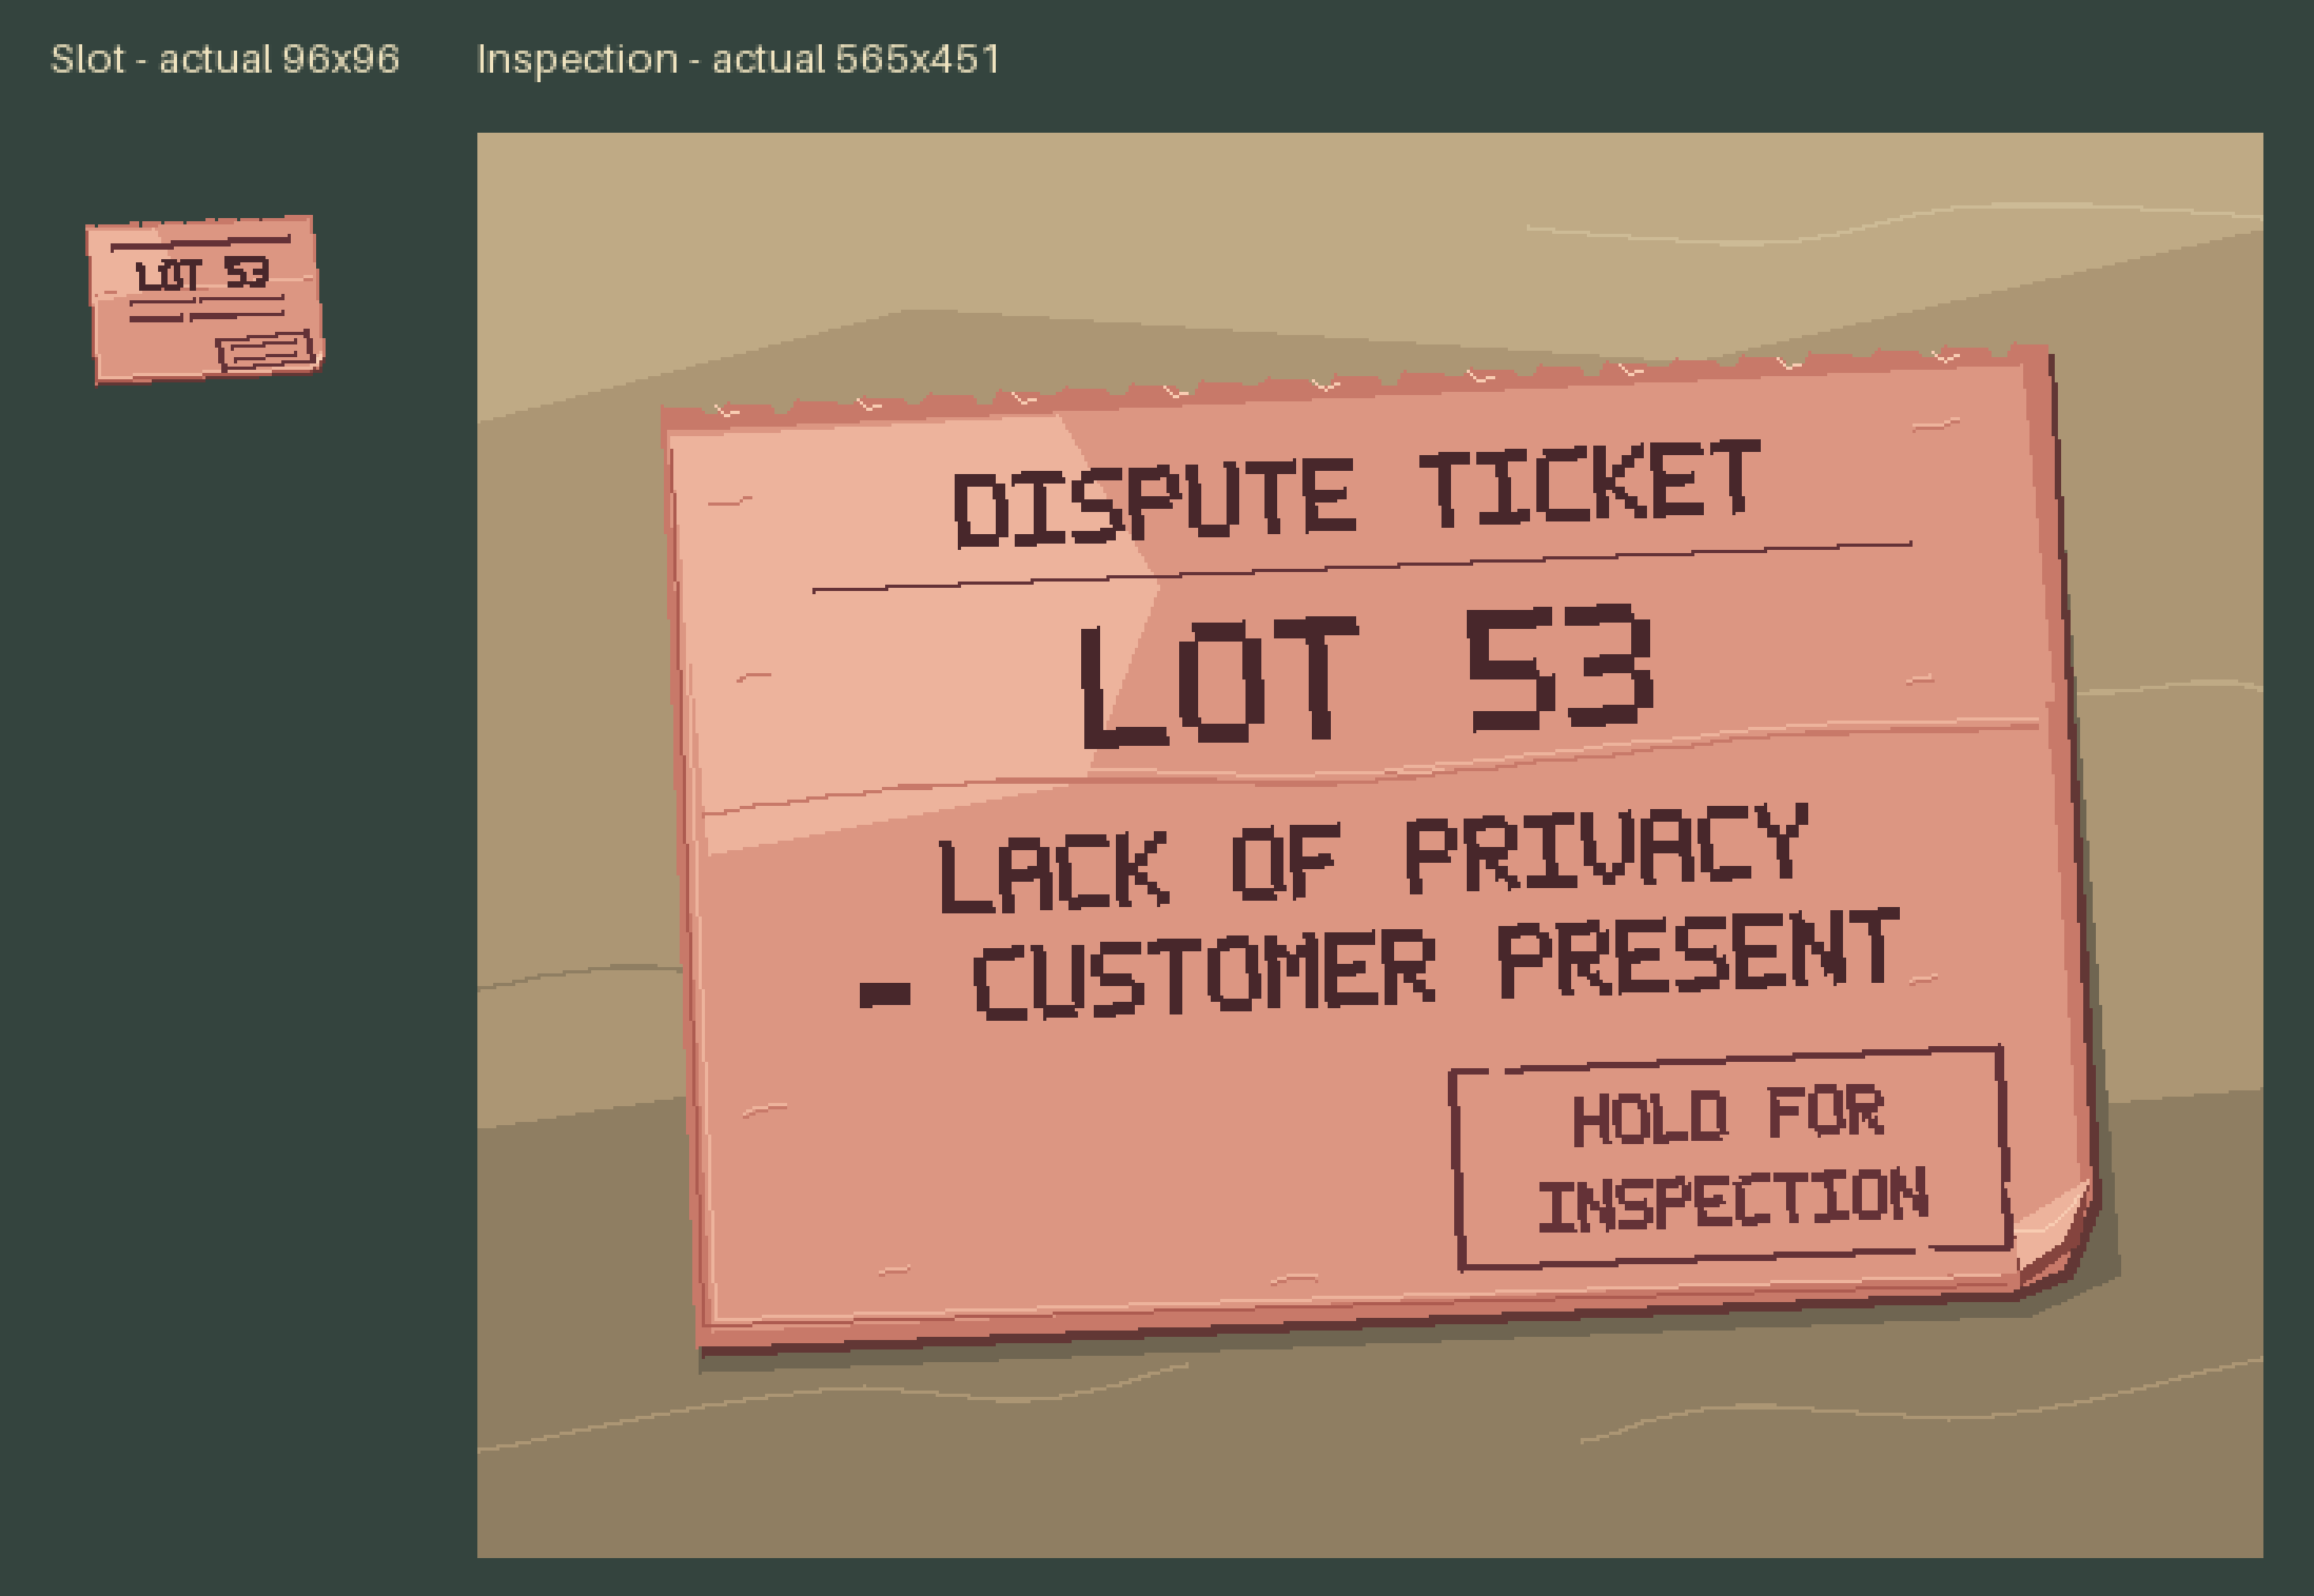 Slot - actual 96x96
Inspection - actual 565x451
LOT 53
DISPUTE TICKET
LOT 53
LACK OF PRIVACY
- CUSTOMER PRESENT
HOLD FOR
INSPECTION